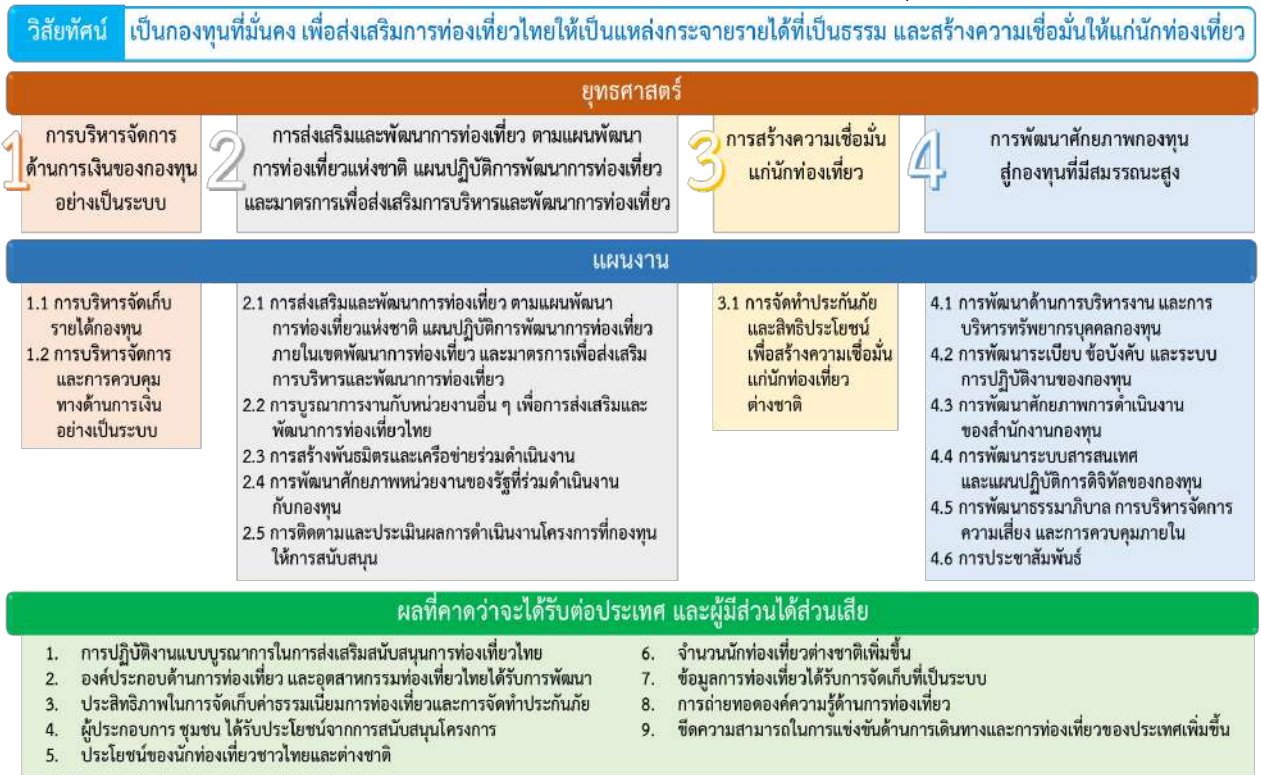 วิสัยทัศน์ เป็นกองทุนที่มั่นคง เพื่อส่งเสริมการท่องเที่ยวไทยให้เป็นแหล่งกระจายรายได้ที่เป็นธรรม และสร้างความเชื่อมั่นให้แก่นักท่องเที่ยว
ยุทธศาสตร์
1
การบริหารจัดการ
ด้านการเงินของกองทุน
อย่างเป็นระบบ
2
การส่งเสริมและพัฒนาการท่องเที่ยว ตามแผนพัฒนา
การท่องเที่ยวแห่งชาติ แผนปฏิบัติการพัฒนาการท่องเที่ยว
และมาตรการเพื่อส่งเสริมการบริหารและพัฒนาการท่องเที่ยว
3
การสร้างความเชื่อมั่น
แก่นักท่องเที่ยว
4
การพัฒนาศักยภาพกองทุน
สู่กองทุนที่มีสมรรถนะสูง
แผนงาน
1.1 การบริหารจัดเก็บ
รายได้กองทุน
1.2 การบริหารจัดการ
และการควบคุม
ทางด้านการเงิน
อย่างเป็นระบบ
2.1 การส่งเสริมและพัฒนาการท่องเที่ยว ตามแผนพัฒนา
การท่องเที่ยวแห่งชาติ แผนปฏิบัติการพัฒนาการท่องเที่ยว
ภายในเขตพัฒนาการท่องเที่ยว และมาตรการเพื่อส่งเสริม
การบริหารและพัฒนาการท่องเที่ยว
2.2 การบูรณาการงานกับหน่วยงานอื่น ๆ เพื่อการส่งเสริมและ
พัฒนาการท่องเที่ยวไทย
2.3 การสร้างพันธมิตรและเครือข่ายร่วมดำเนินงาน
2.4 การพัฒนาศักยภาพหน่วยงานของรัฐที่ร่วมดำเนินงาน
กับกองทุน
2.5 การติดตามและประเมินผลการดำเนินงานโครงการที่กองทุน
ให้การสนับสนุน
3.1 การจัดทำประกันภัย
และสิทธิประโยชน์
เพื่อสร้างความเชื่อมั่น
แก่นักท่องเที่ยว
ต่างชาติ
4.1 การพัฒนาด้านการบริหารงาน และการ
บริหารทรัพยากรบุคคลกองทุน
4.2 การพัฒนาระเบียบ ข้อบังคับ และระบบ
การปฏิบัติงานของกองทุน
4.3 การพัฒนาศักยภาพการดำเนินงาน
ของสำนักงานกองทุน
4.4 การพัฒนาระบบสารสนเทศ
และแผนปฏิบัติการดิจิทัลของกองทุน
4.5 การพัฒนาธรรมาภิบาล การบริหารจัดการ
ความเสี่ยง และการควบคุมภายใน
4.6 การประชาสัมพันธ์
ผลที่คาดว่าจะได้รับต่อประเทศ และผู้มีส่วนได้ส่วนเสีย
1. การปฏิบัติงานแบบบูรณาการในการส่งเสริมสนับสนุนการท่องเที่ยวไทย
2. องค์ประกอบด้านการท่องเที่ยว และอุตสาหกรรมท่องเที่ยวไทยได้รับการพัฒนา
3. ประสิทธิภาพในการจัดเก็บค่าธรรมเนียมการท่องเที่ยวและการจัดทำประกันภัย
4. ผู้ประกอบการ ชุมชน ได้รับประโยชน์จากการสนับสนุนโครงการ
5. ประโยชน์ของนักท่องเที่ยวชาวไทยและต่างชาติ
6. จำนวนนักท่องเที่ยวต่างชาติเพิ่มขึ้น
7. ข้อมูลการท่องเที่ยวได้รับการจัดเก็บที่เป็นระบบ
8. การถ่ายทอดองค์ความรู้ด้านการท่องเที่ยว
9. ขีดความสามารถในการแข่งขันด้านการเดินทางและการท่องเที่ยวของประเทศเพิ่มขึ้น